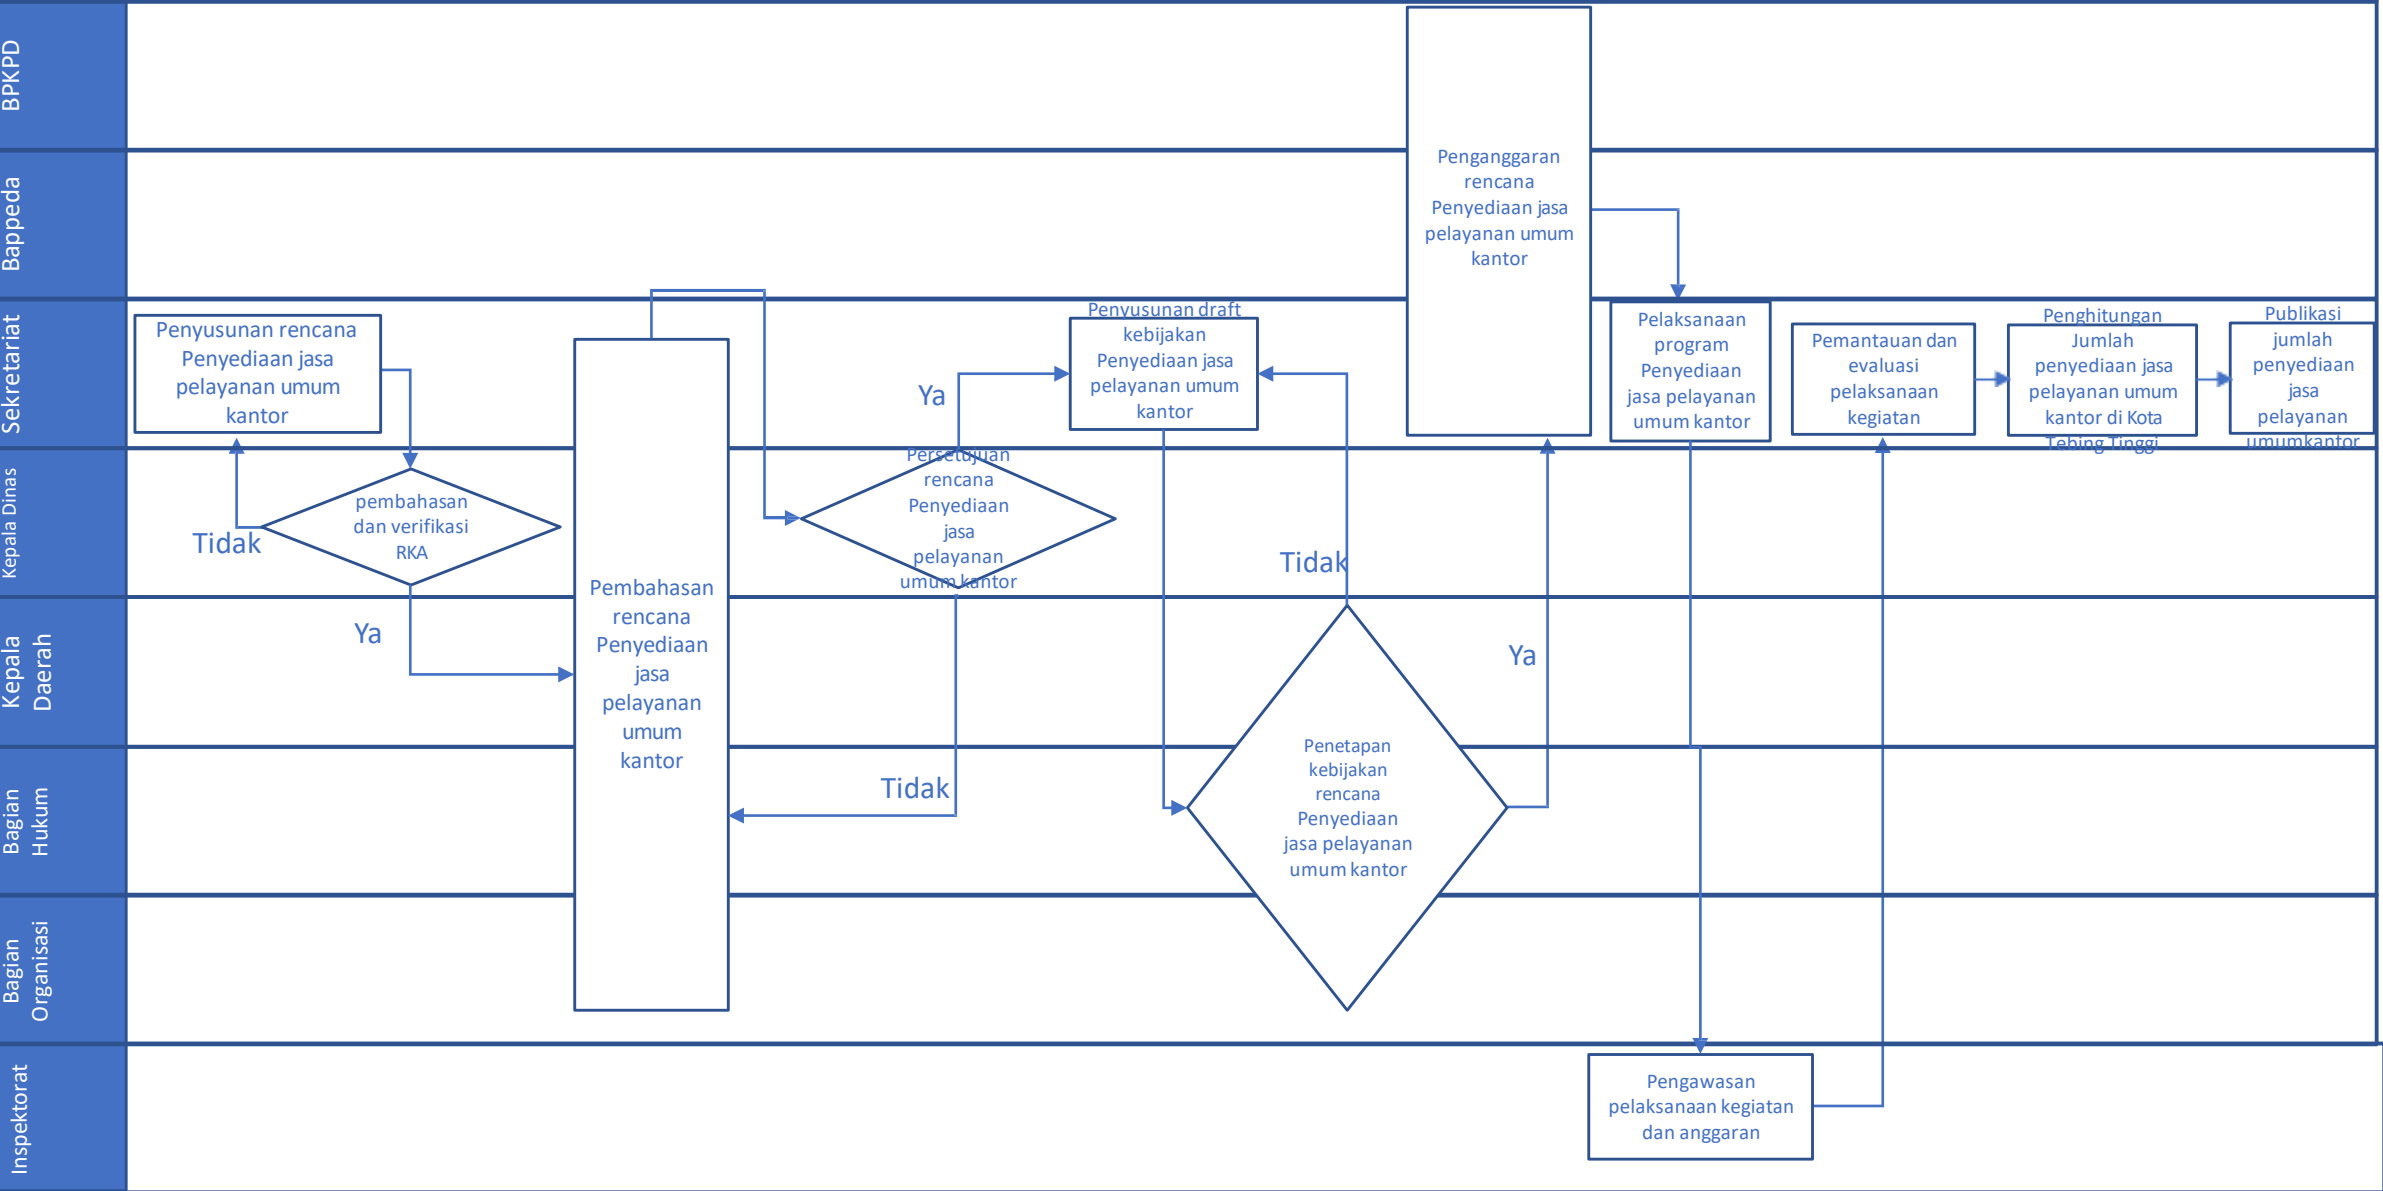 BPKPD
Bappeda
Sekretariat
Kepala Dinas
Kepala
Daerah
Bagian
Hukum
Bagian
Organisasi
Inspektorat
Penyusunan rencana
Penyediaan jasa
pelayanan umum
kantor
pembahasan
dan verifikasi
RKA
Tidak
Ya
Pembahasan
rencana
Penyediaan
jasa
pelayanan
umum
kantor
Persetujuan
rencana
Penyediaan
jasa
pelayanan
umum kantor
Ya
Tidak
Penyusunan draft
kebijakan
Penyediaan jasa
pelayanan umum
kantor
Penetapan
kebijakan
rencana
Penyediaan
jasa pelayanan
umum kantor
Tidak
Ya
Penganggaran
rencana
Penyediaan jasa
pelayanan umum
kantor
Pelaksanaan
program
Penyediaan
jasa pelayanan
umum kantor
Pengawasan
pelaksanaan kegiatan
dan anggaran
Pemantauan dan
evaluasi
pelaksanaan
kegiatan
Penghitungan
Jumlah
penyediaan jasa
pelayanan umum
kantor di Kota
Tebing Tinggi
Publikasi
jumlah
penyediaan
jasa
pelayanan
umumkantor